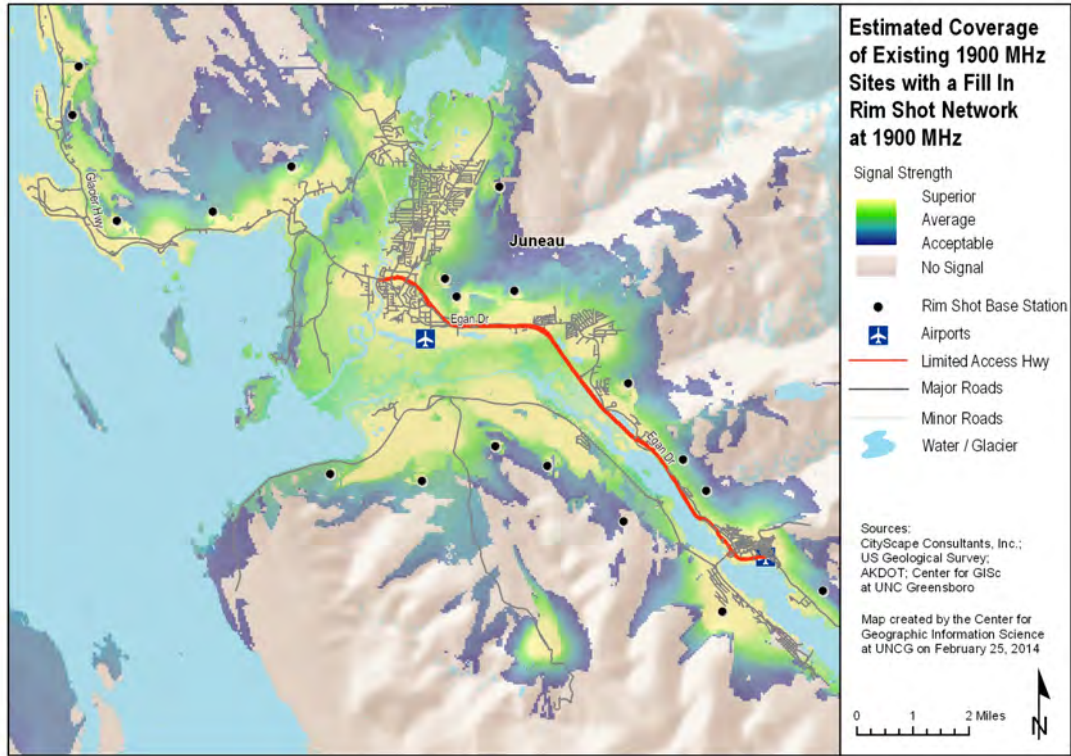 Estimated Coverage
of Existing 1900 MHz
Sites with a Fill In
Rim Shot Network
at 1900 MHz
Signal Strength
Superior
Average
Acceptable
No Signal
Rim Shot Base Station
Airports
Limited Access Hwy
Major Roads
Minor Roads
Water / Glacier
Sources:
CityScape Consultants, Inc.;
US Geological Survey;
AKDOT; Center for GISc
at UNC Greensboro
Map created by the Center for
Geographic Information Science
at UNCG on February 25, 2014
N
0 1 2 Miles
Glacier Hwy
Juneau
Egan Dr
Egan Dr